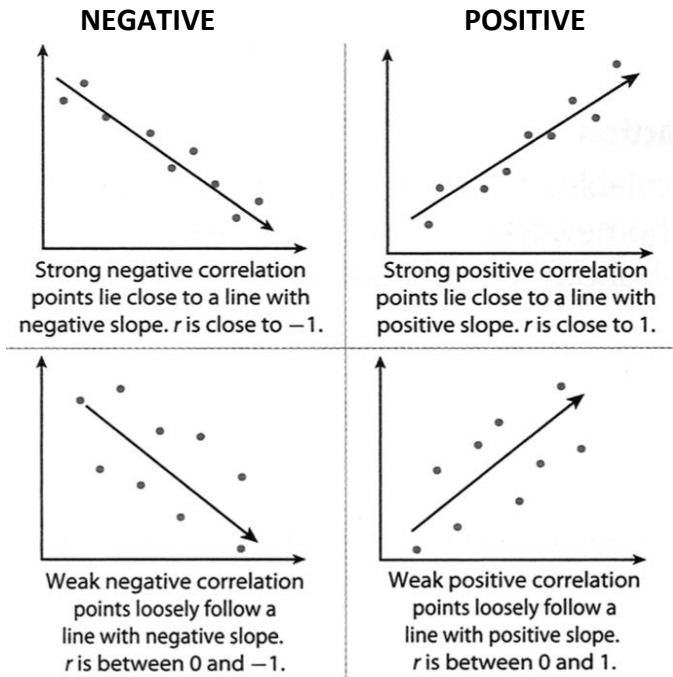 NEGATIVE
POSITIVE
Strong negative correlation
points lie close to a line with
negative slope. r is close to −1.
Strong positive correlation
points lie close to a line with
positive slope. r is close to 1.
Weak negative correlation
points loosely follow a
line with negative slope.
r is between 0 and −1.
Weak positive correlation
points loosely follow a
line with positive slope.
r is between 0 and 1.